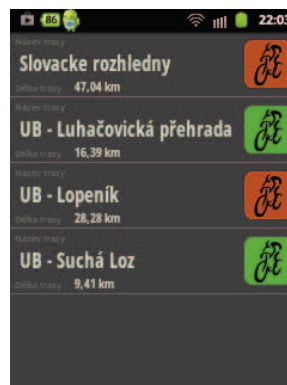 86 22:03
Název trasy
Slovacke rozhledny
Délka trasy 47,04 km
Název trasy
UB - Luhačovická přehrada
Délka trasy 16,39 km
Název trasy
UB - Lopeník
Délka trasy 28,28 km
Název trasy
UB - Suchá Loz
Délka trasy 9,41 km